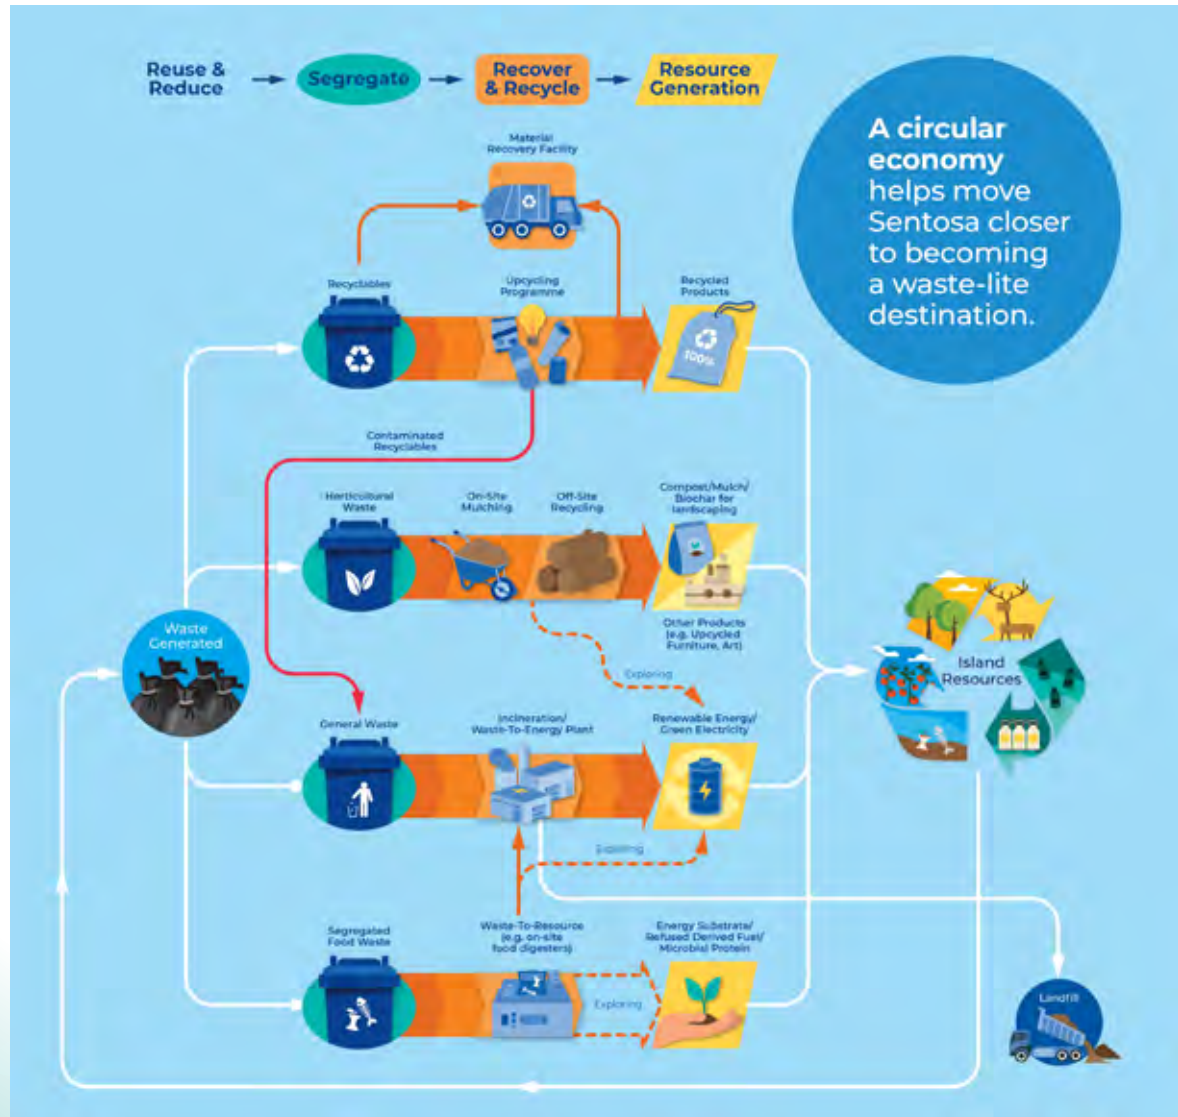 Reuse &
Reduce
Segregate
Recover
& Recycle
Resource
Generation
A circular
economy
helps move
Sentosa closer
to becoming
a waste-lite
destination.
Material
Recovery Facility
Recyclables
Upcycling
Programme
Recycled
Products
100%
Contaminated
Recyclables
Horticultural
Waste
On-Site
Mulching
Off-Site
Recycling
Compost/Mulch/
Biochar for
landscaping
Other Products
(e.g. Upcycled
Furniture, Art)
Waste
Generated
Exploring
Island
Resources
General Waste
Incineration/
Waste-To-Energy Plant
Renewable Energy/
Green Electricity
Exploring
Segregated
Food Waste
Waste-To-Resource
(e.g. on-site
food digesters)
Energy Substrate/
Refused Derived Fuel/
Microbial Protein
Exploring
Landfill